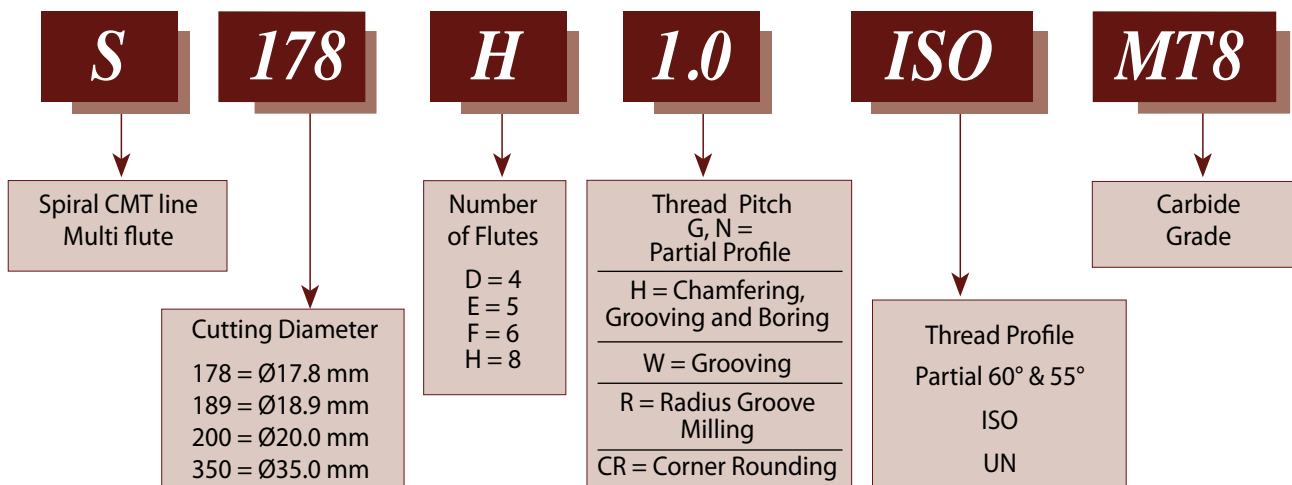 S 178 H 1.0 ISO MT8
Spiral CMT line
Multi flute
Cutting Diameter
178 = Ø17.8 mm
189 = Ø18.9 mm
200 = Ø20.0 mm
350 = Ø35.0 mm
Number
of Flutes
D = 4
E = 5
F = 6
H = 8
Thread Pitch
G, N =
Partial Profile
H = Chamfering,
Grooving and Boring
W = Grooving
R = Radius Groove
Milling
CR = Corner Rounding
Thread Profile
Partial 60° & 55°
ISO
UN
Carbide
Grade